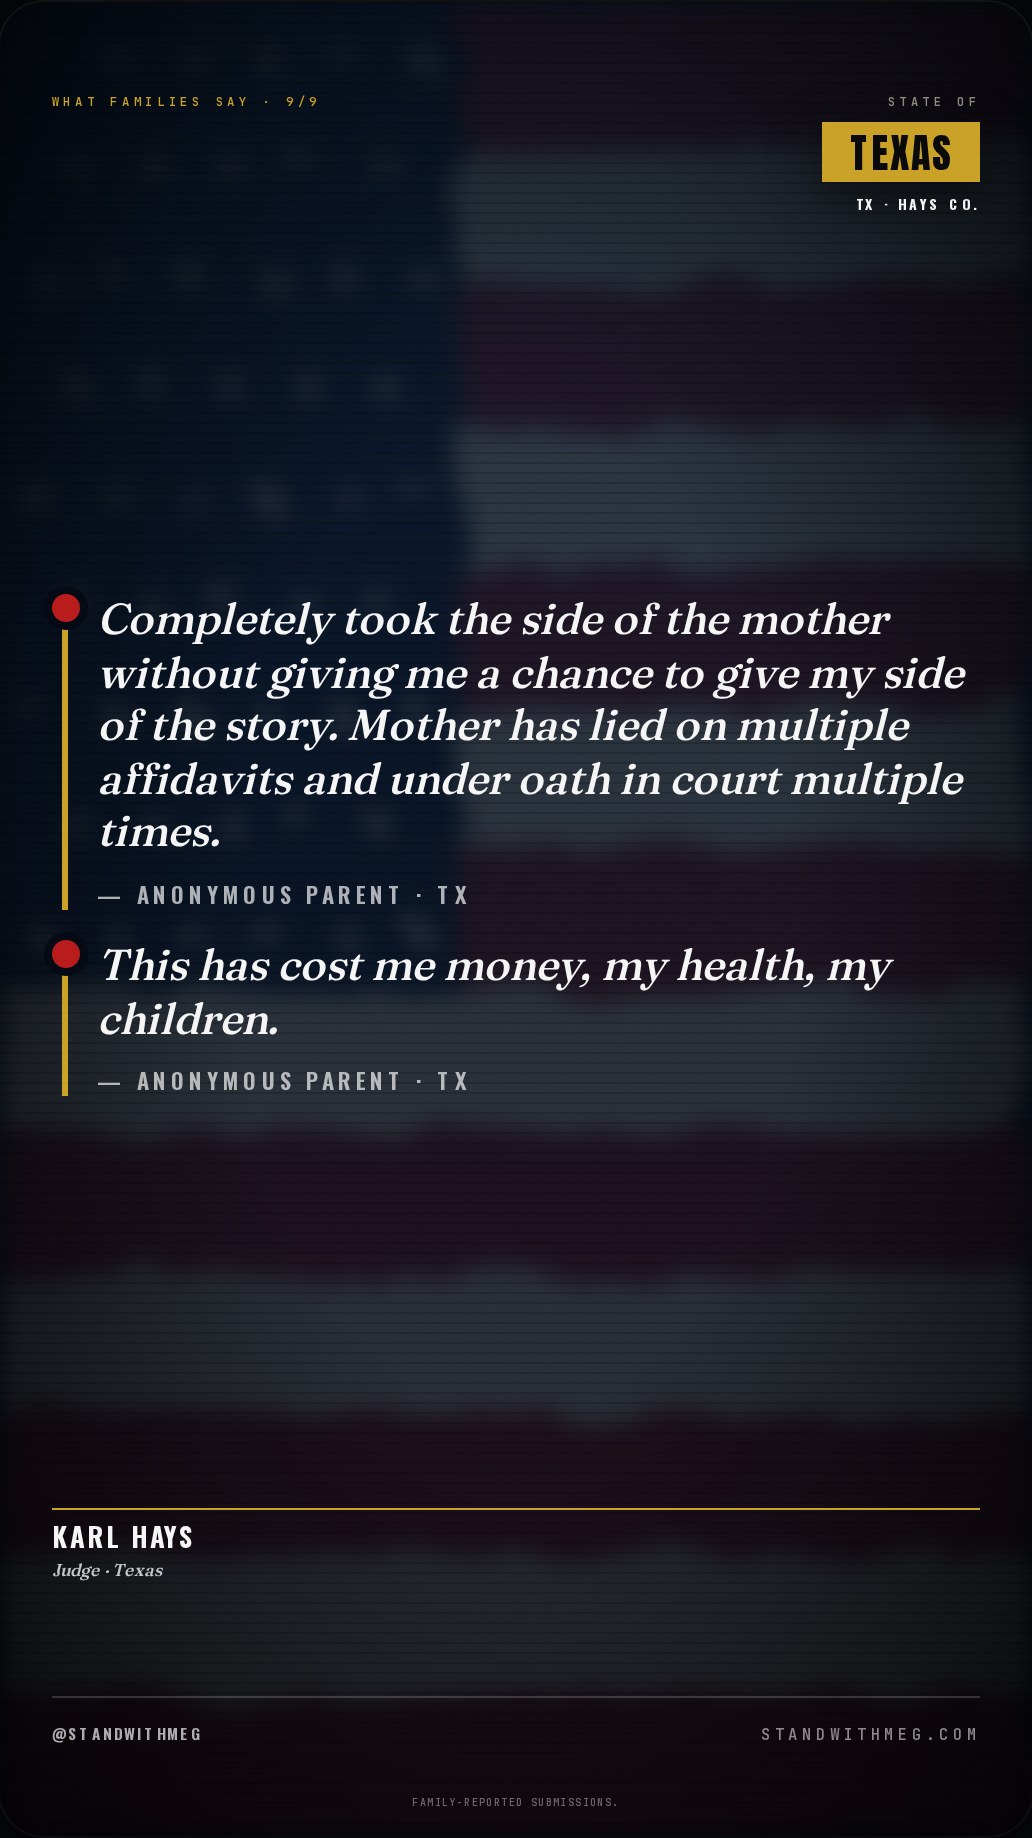 WHAT FAMILIES SAY · 9/9
STATE OF
TEXAS
TX · HAYS CO.
Completely took the side of the mother
without giving me a chance to give my side
of the story. Mother has lied on multiple
affidavits and under oath in court multiple
times.
— ANONYMOUS PARENT · TX
This has cost me money, my health, my
children.
— ANONYMOUS PARENT · TX
KARL HAYS
Judge · Texas
@STANDWITHMEG
STANDWITHMEG.COM
FAMILY-REPORTED SUBMISSIONS.